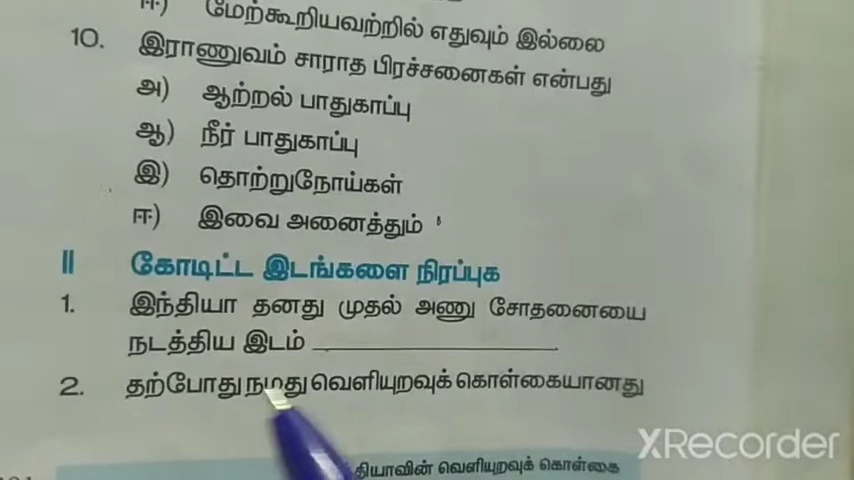 ஈ) மேற்கூறியவற்றில் எதுவும் இல்லை
10. இராணுவம் சாராத பிரச்சனைகள் என்பது
அ) ஆற்றல் பாதுகாப்பு
ஆ) நீர் பாதுகாப்பு
இ) தொற்றுநோய்கள்
ஈ) இவை அனைத்தும்
II கோடிட்ட இடங்களை நிரப்புக
1. இந்தியா தனது முதல் அணு சோதனையை
நடத்திய இடம் ____________
2. தற்போது நமது வெளியுறவுக் கொள்கையானது
வெளியுறவுக் கொள்கை
XRecorder